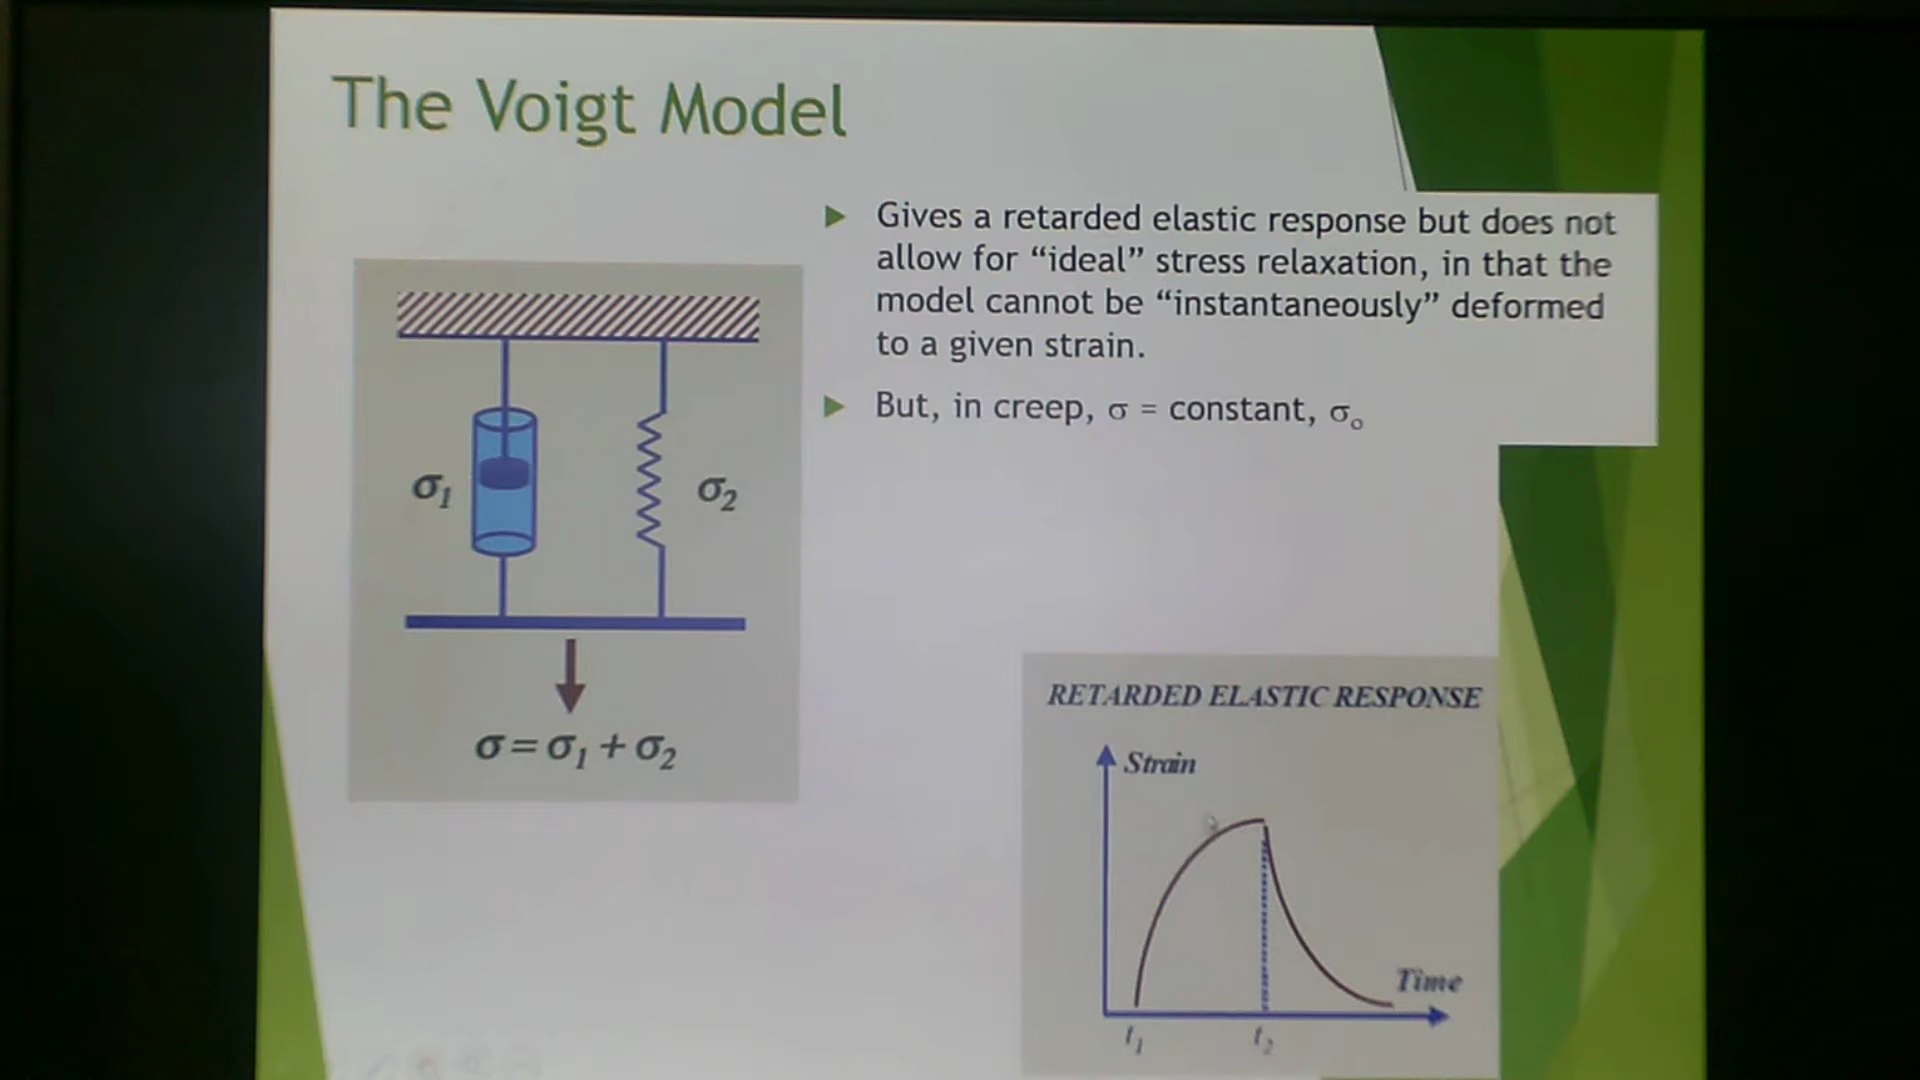 The Voigt Model
Gives a retarded elastic response but does not
allow for “ideal” stress relaxation, in that the
model cannot be “instantaneously” deformed
to a given strain.
But, in creep, σ = constant, σ₀
σ₁
σ₂
σ=σ₁+σ₂
RETARDED ELASTIC RESPONSE
Strain
Time
t₁
t₂